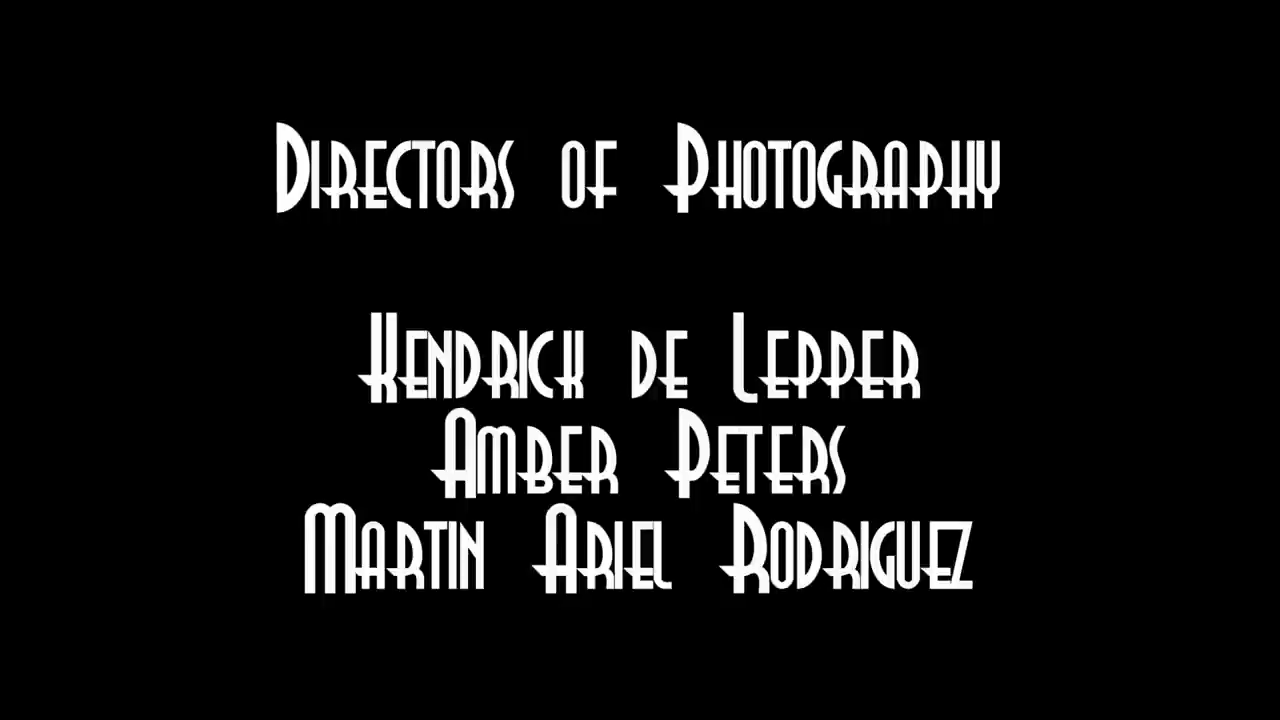 Directors of Photography
Kendrick de Lepper
Amber Peters
Martin Ariel Rodriguez